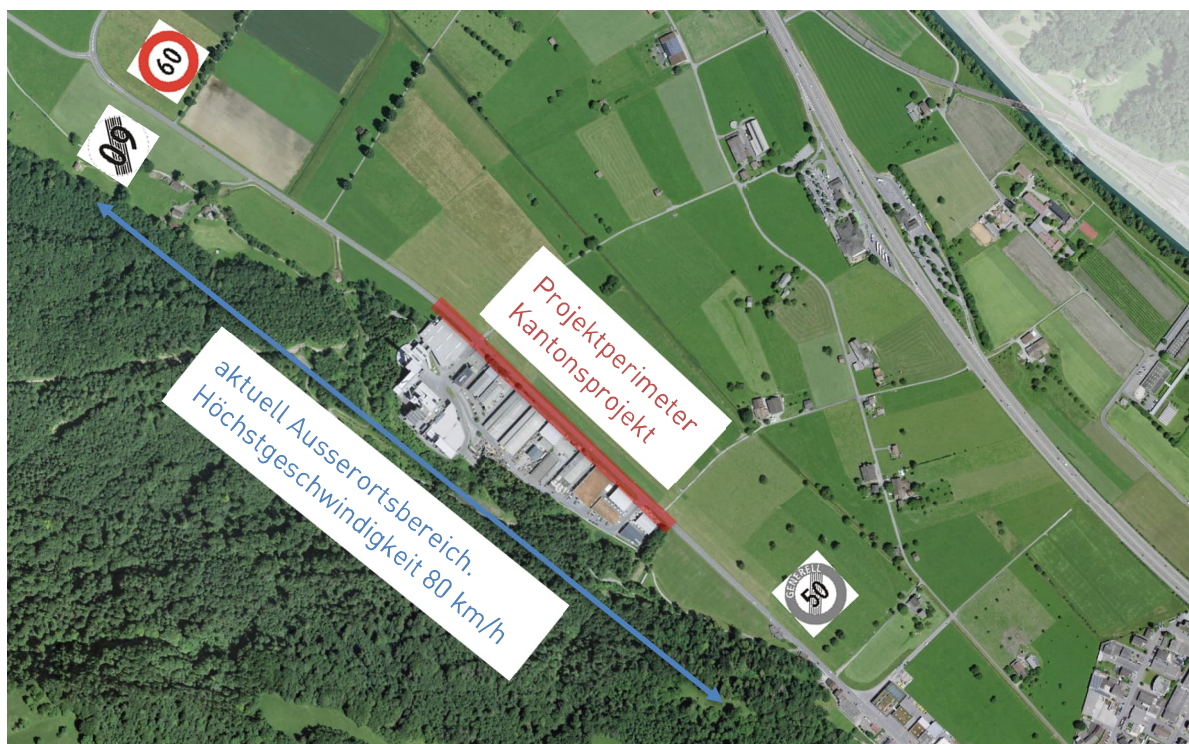 60
60
Projektperimeter
Kantonsprojekt
aktuell Ausserortsbereich.
Höchstgeschwindigkeit 80 km/h
GENERELL
50